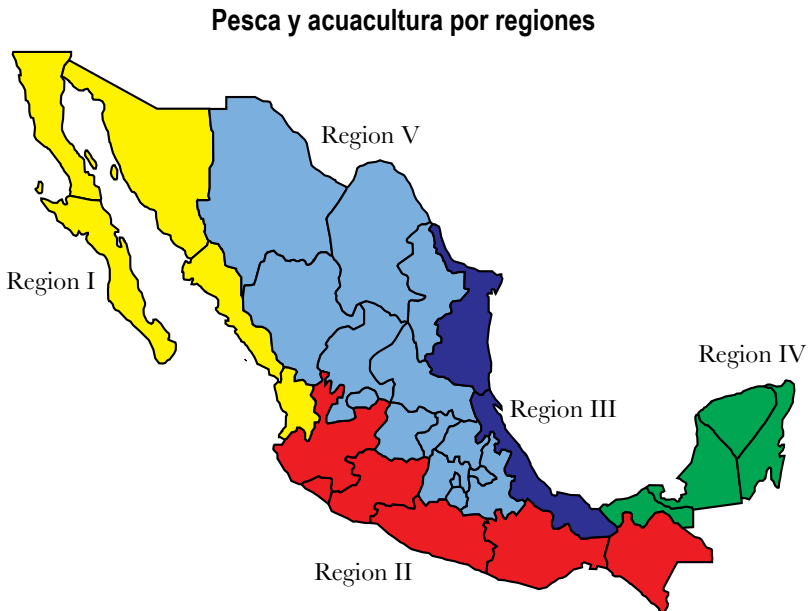 Pesca y acuacultura por regiones
Region V
Region I
Region IV
Region III
Region II